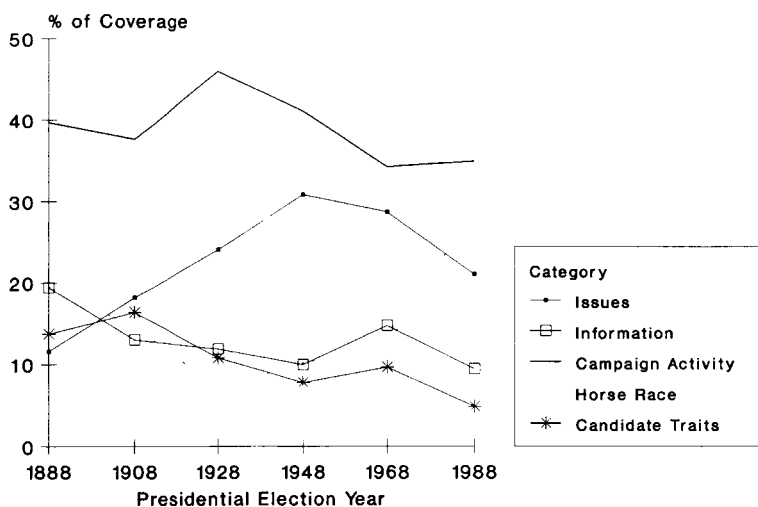 % of Coverage
50
40
30
20
10
0
1888 1908 1928 1948 1968 1988
Presidential Election Year
Category
Issues
Information
Campaign Activity
Horse Race
Candidate Traits